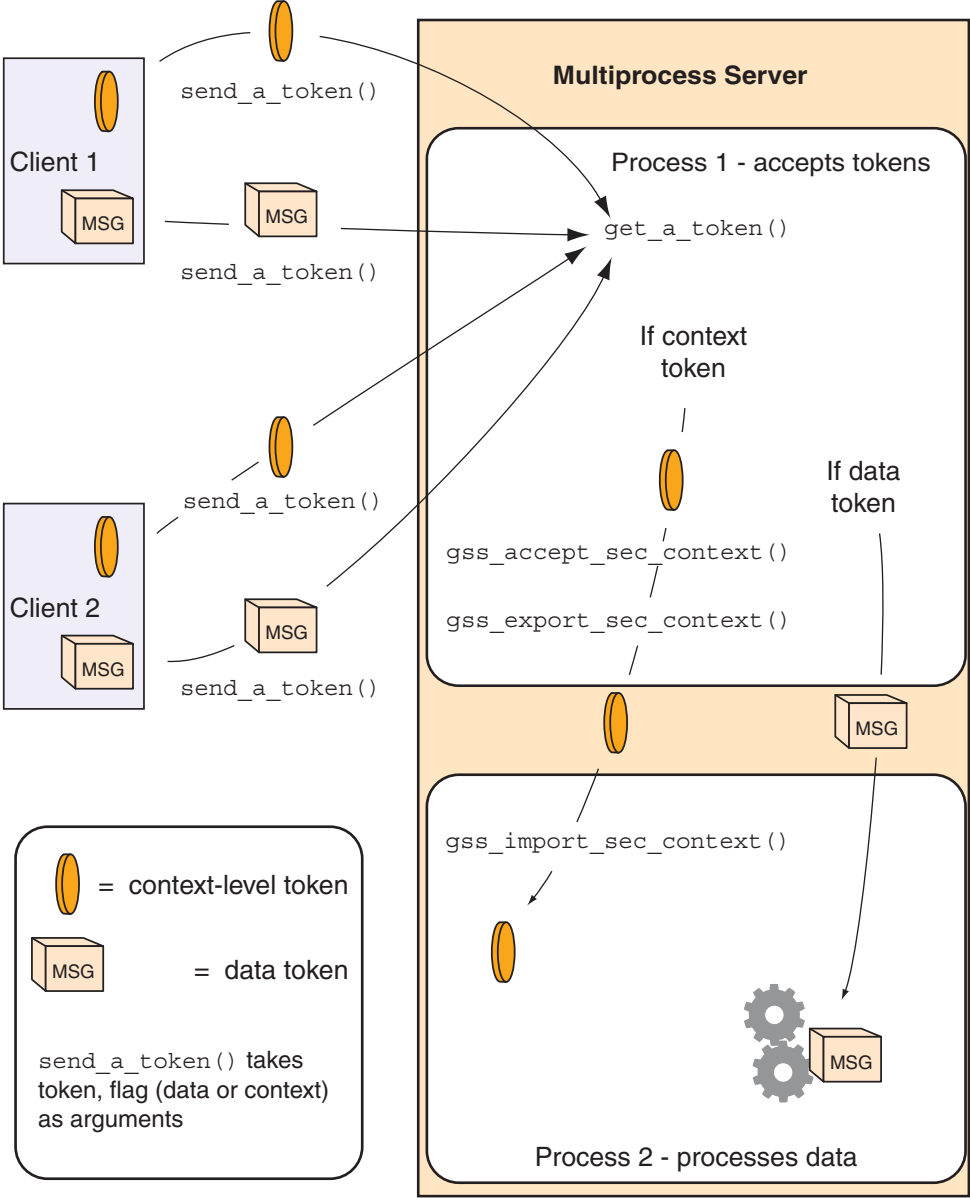 send_a_token()
Client 1
MSG
MSG
send_a_token()
send_a_token()
Client 2
MSG
MSG
send_a_token()
Multiprocess Server
Process 1 - accepts tokens
get_a_token()
If context
token
If data
token
gss_accept_sec_context()
gss_export_sec_context()
MSG
gss_import_sec_context()
MSG
Process 2 - processes data
= context-level token
MSG
= data token
send_a_token() takes
token, flag (data or context)
as arguments